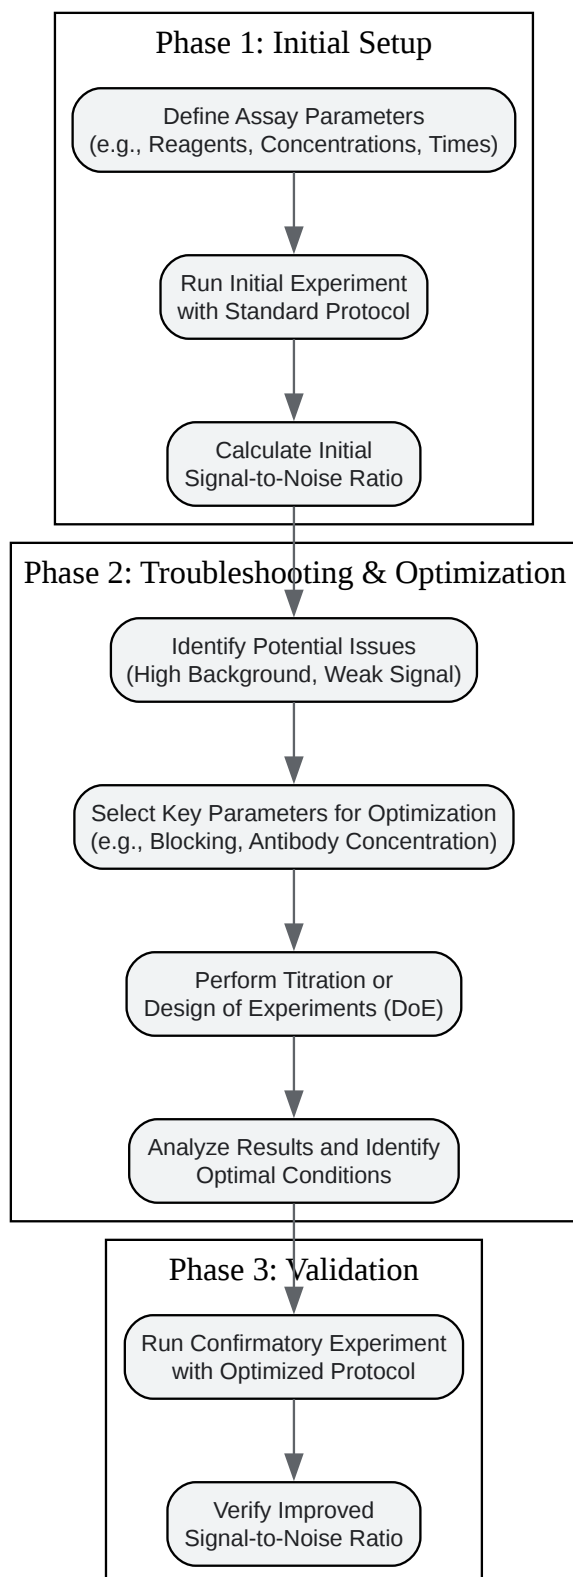 Phase 1: Initial Setup
Define Assay Parameters
(e.g., Reagents, Concentrations, Times)
Run Initial Experiment
with Standard Protocol
Calculate Initial
Signal-to-Noise Ratio
Phase 2: Troubleshooting & Optimization
Identify Potential Issues
(High Background, Weak Signal)
Select Key Parameters for Optimization
(e.g., Blocking, Antibody Concentration)
Perform Titration or
Design of Experiments (DoE)
Analyze Results and Identify
Optimal Conditions
Phase 3: Validation
Run Confirmatory Experiment
with Optimized Protocol
Verify Improved
Signal-to-Noise Ratio